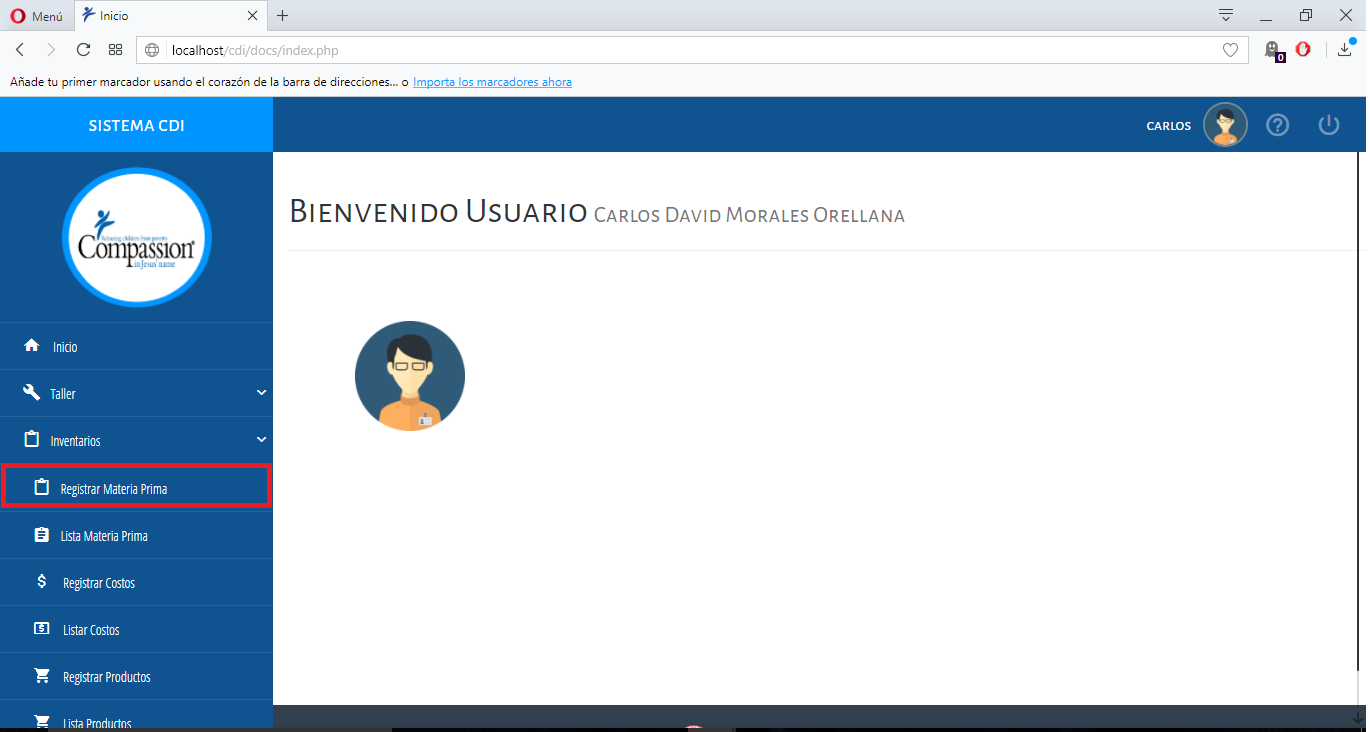 Menú
Inicio
localhost/cdi/docs/index.php
0
Añade tu primer marcador usando el corazón de la barra de direcciones... o Importa los marcadores ahora
SISTEMA CDI
CARLOS
?
Releasing children from poverty
Compassion®
in Jesus' name
BIENVENIDO USUARIO CARLOS DAVID MORALES ORELLANA
Inicio
Taller
Inventarios
Registrar Materia Prima
Lista Materia Prima
$ Registrar Costos
Listar Costos
Registrar Productos
Lista Productos